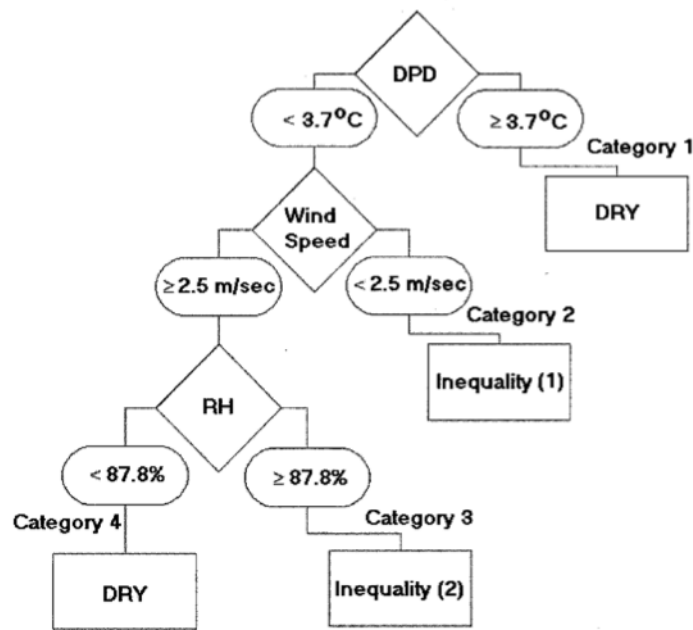 DPD
< 3.7°C
≥ 3.7°C
Category 1
DRY
Wind
Speed
≥ 2.5 m/sec
< 2.5 m/sec
Category 2
Inequality (1)
RH
< 87.8%
≥ 87.8%
Category 4
Category 3
DRY
Inequality (2)